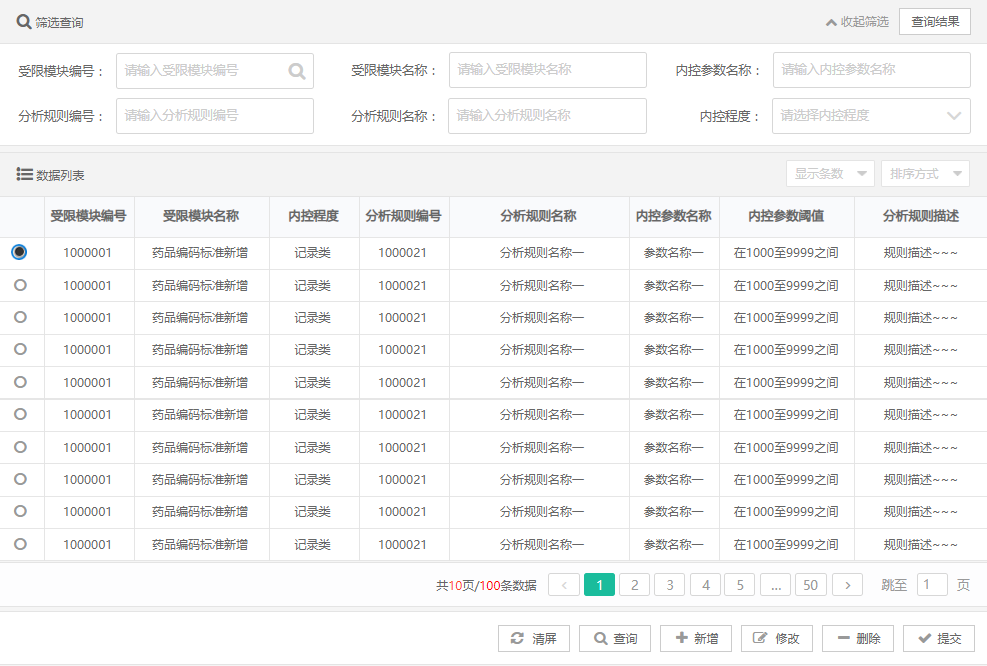 筛选查询 收起筛选 查询结果
受限模块编号： 请输入受限模块编号 受限模块名称： 请输入受限模块名称 内控参数名称： 请输入内控参数名称
分析规则编号： 请输入分析规则编号 分析规则名称： 请输入分析规则名称 内控程度： 请选择内控程度
数据列表 显示条数 排序方式
受限模块编号 受限模块名称 内控程度 分析规则编号 分析规则名称 内控参数名称 内控参数阈值 分析规则描述
1000001 药品编码标准新增 记录类 1000021 分析规则名称一 参数名称一 在1000至9999之间 规则描述~~~
1000001 药品编码标准新增 记录类 1000021 分析规则名称一 参数名称一 在1000至9999之间 规则描述~~~
1000001 药品编码标准新增 记录类 1000021 分析规则名称一 参数名称一 在1000至9999之间 规则描述~~~
1000001 药品编码标准新增 记录类 1000021 分析规则名称一 参数名称一 在1000至9999之间 规则描述~~~
1000001 药品编码标准新增 记录类 1000021 分析规则名称一 参数名称一 在1000至9999之间 规则描述~~~
1000001 药品编码标准新增 记录类 1000021 分析规则名称一 参数名称一 在1000至9999之间 规则描述~~~
1000001 药品编码标准新增 记录类 1000021 分析规则名称一 参数名称一 在1000至9999之间 规则描述~~~
1000001 药品编码标准新增 记录类 1000021 分析规则名称一 参数名称一 在1000至9999之间 规则描述~~~
1000001 药品编码标准新增 记录类 1000021 分析规则名称一 参数名称一 在1000至9999之间 规则描述~~~
1000001 药品编码标准新增 记录类 1000021 分析规则名称一 参数名称一 在1000至9999之间 规则描述~~~
共10页/100条数据 < 1 2 3 4 5 ... 50 > 跳至 1 页
清屏 查询 新增 修改 删除 提交